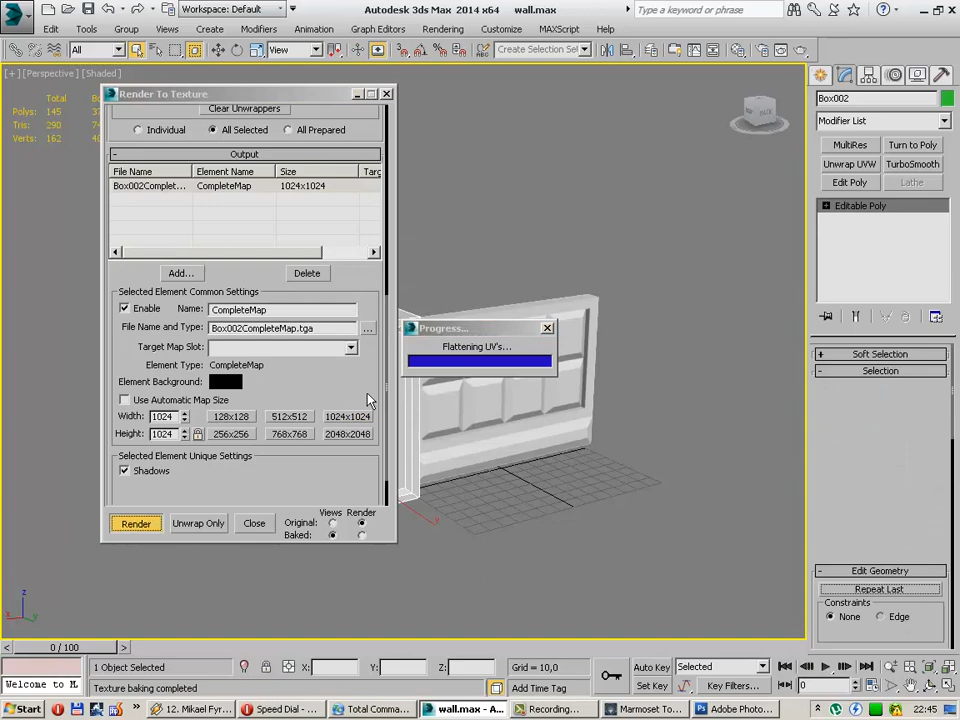 Workspace: Default
Autodesk 3ds Max 2014 x64
wall.max
Type a keyword or phrase
Edit Tools Group Views Create Modifiers Animation Graph Editors Rendering Customize MAXScript Help
All
View
Create Selection Se
[+] [Perspective] [Shaded]
Total
Polys: 145
Tris: 290
Verts: 162
Render To Texture
Clear Unwrappers
Individual All Selected All Prepared
- Output
File Name Element Name Size Targ
Box002Complet... CompleteMap 1024x1024
Add... Delete
Selected Element Common Settings
Enable Name: CompleteMap
File Name and Type: Box002CompleteMap.tga ...
Target Map Slot:
Element Type: CompleteMap
Element Background:
Use Automatic Map Size
Width: 1024 128x128 512x512 1024x1024
Height: 1024 256x256 768x768 2048x2048
Selected Element Unique Settings
Shadows
Views Render
Render Unwrap Only Close Original:
Baked:
Progress...
Flattening UV's...
BACK
x
y
z
x
y
Box002
Modifier List
MultiRes Turn to Poly
Unwrap UVW TurboSmooth
Edit Poly Lathe
Editable Poly
+ Soft Selection
- Selection
- Edit Geometry
Repeat Last
Constraints
None Edge
0 / 100
1 Object Selected X: Y: Z: Grid = 10,0 Auto Key Selected
Welcome to M Texture baking completed Add Time Tag Set Key Key Filters... 0
Start 12. Mikael Fyr... Speed Dial - ... Total Comma... wall.max - A... Recording... Marmoset To... Adobe Photo... 22:45